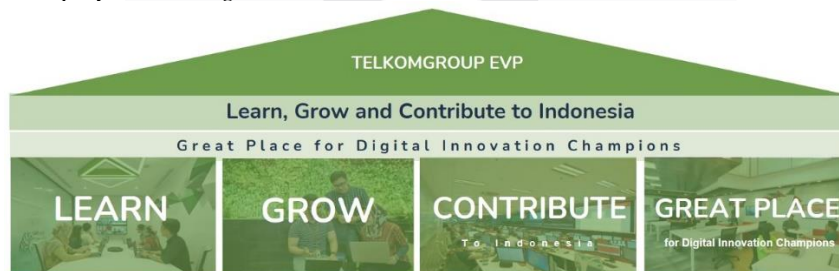 TELKOMGROUP EVP
Learn, Grow and Contribute to Indonesia
Great Place for Digital Innovation Champions
LEARN
GROW
CONTRIBUTE
To Indonesia
GREAT PLACE
for Digital Innovation Champions